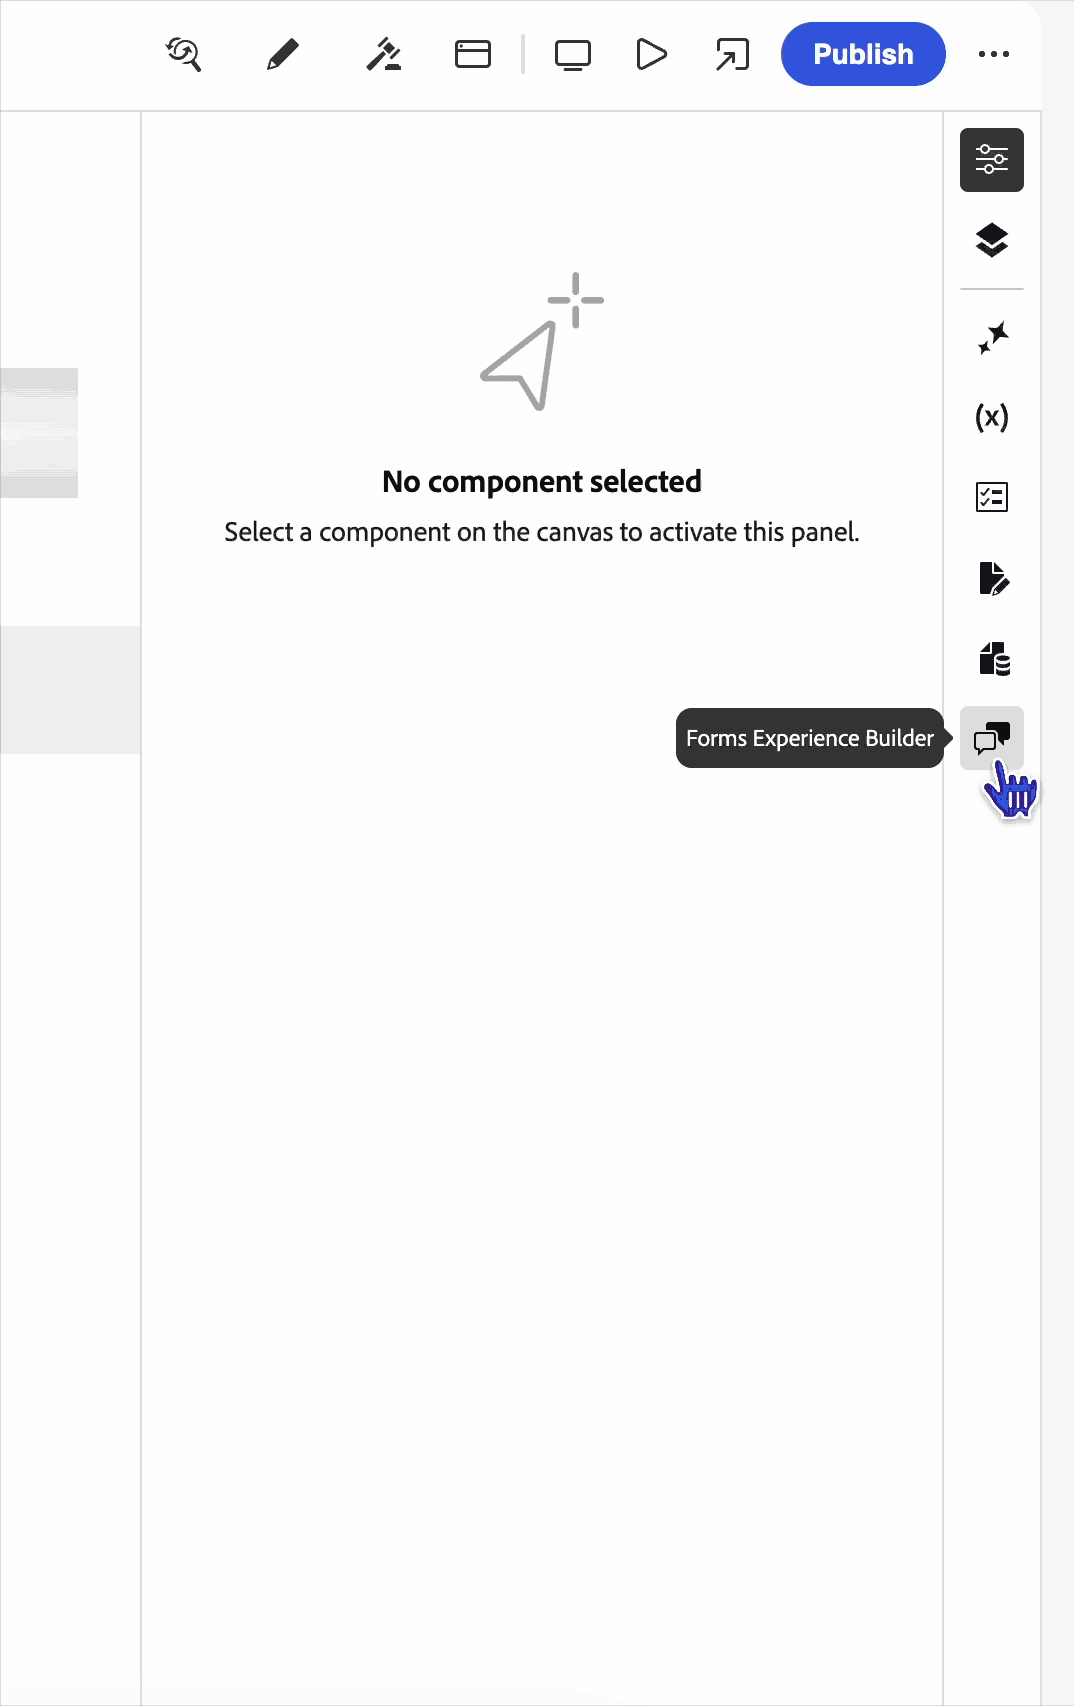 Publish
(x)
No component selected
Select a component on the canvas to activate this panel.
Forms Experience Builder